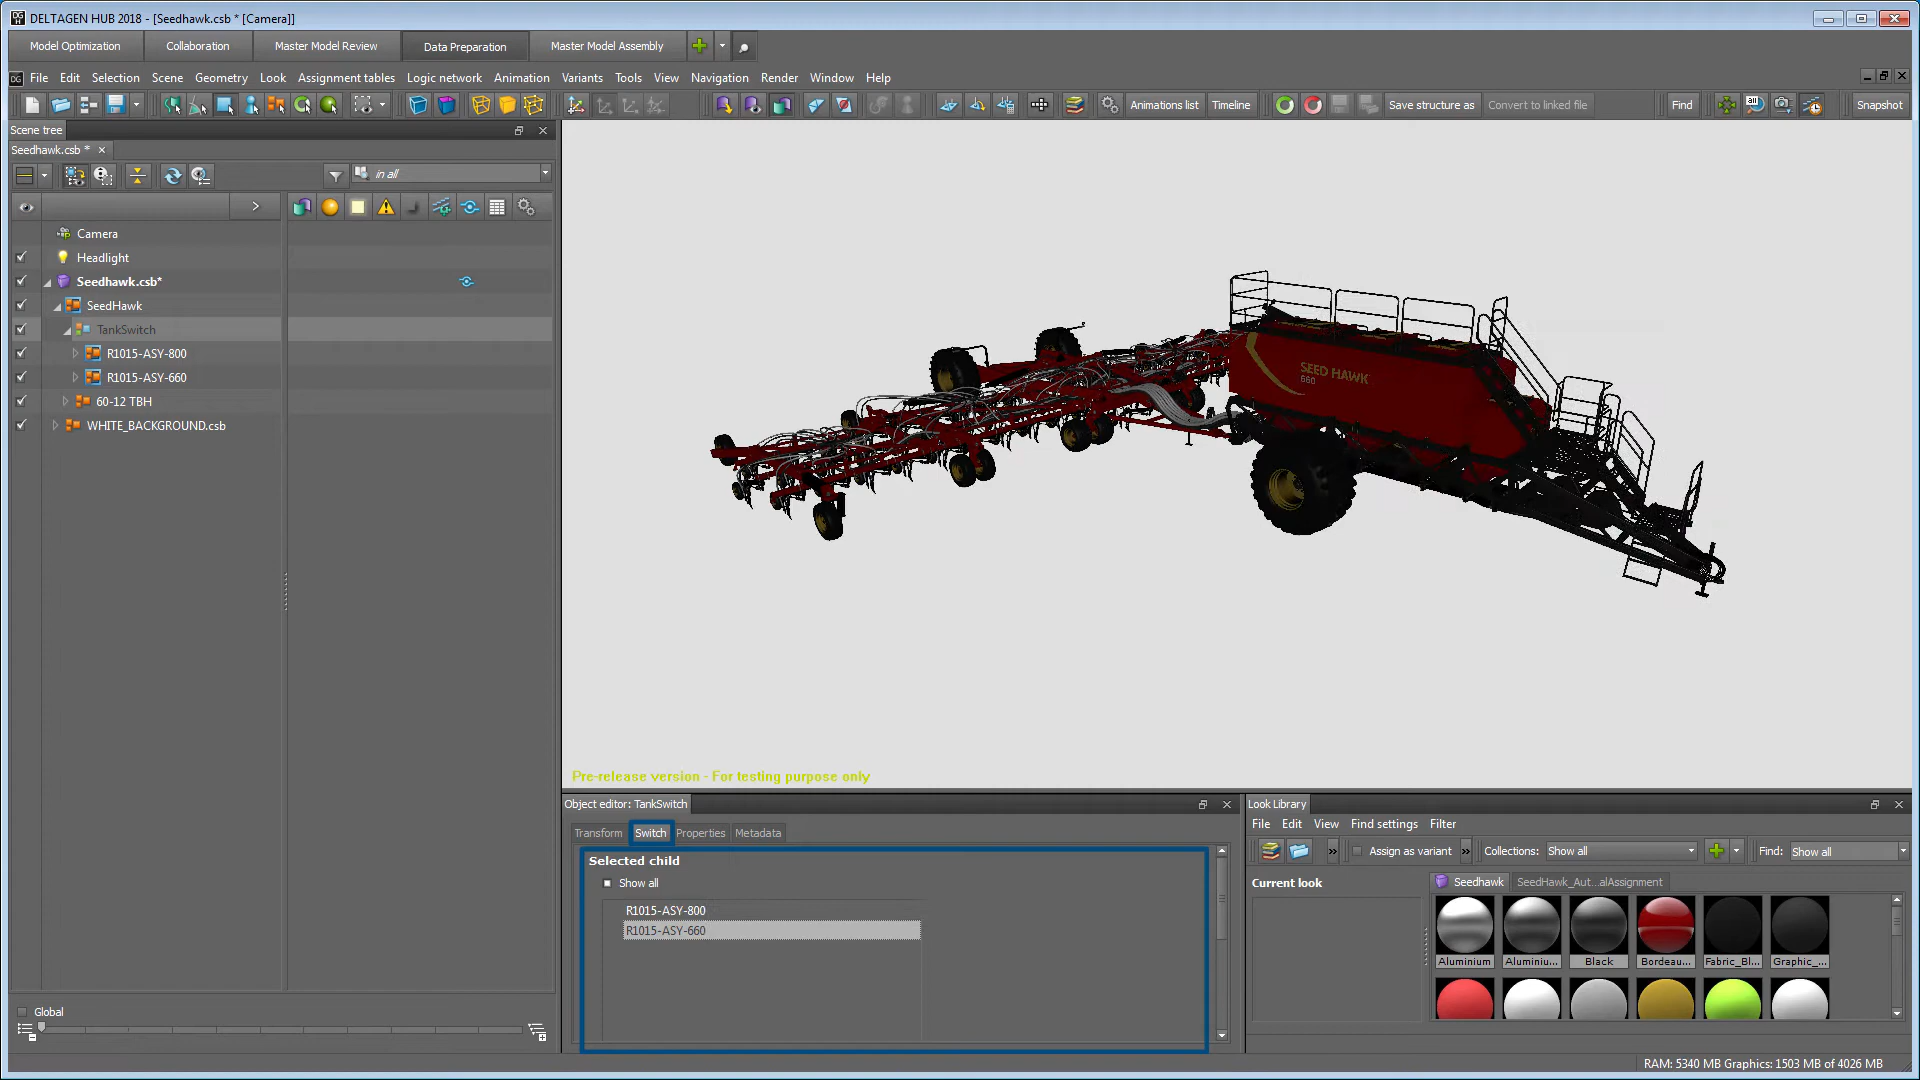 DELTAGEN HUB 2018 - [Seedhawk.csb * [Camera]]
Model Optimization Collaboration Master Model Review Data Preparation Master Model Assembly
File Edit Selection Scene Geometry Look Assignment tables Logic network Animation Variants Tools View Navigation Render Window Help
Animations list Timeline Save structure as Convert to linked file Find Snapshot
Scene tree
Seedhawk.csb *
in all
Camera
Headlight
Seedhawk.csb*
SeedHawk
TankSwitch
R1015-ASY-800
R1015-ASY-660
60-12 TBH
WHITE_BACKGROUND.csb
Global
SEED HAWK
660
Pre-release version - For testing purpose only
Object editor: TankSwitch
Transform Switch Properties Metadata
Selected child
Show all
R1015-ASY-800
R1015-ASY-660
Look Library
File Edit View Find settings Filter
» Assign as variant » Collections: Show all Find: Show all
Current look
Seedhawk SeedHawk_Aut...alAssignment
Aluminium Aluminiu... Black Bordeau... Fabric_Bl... Graphic_...
RAM: 5340 MB Graphics: 1503 MB of 4026 MB